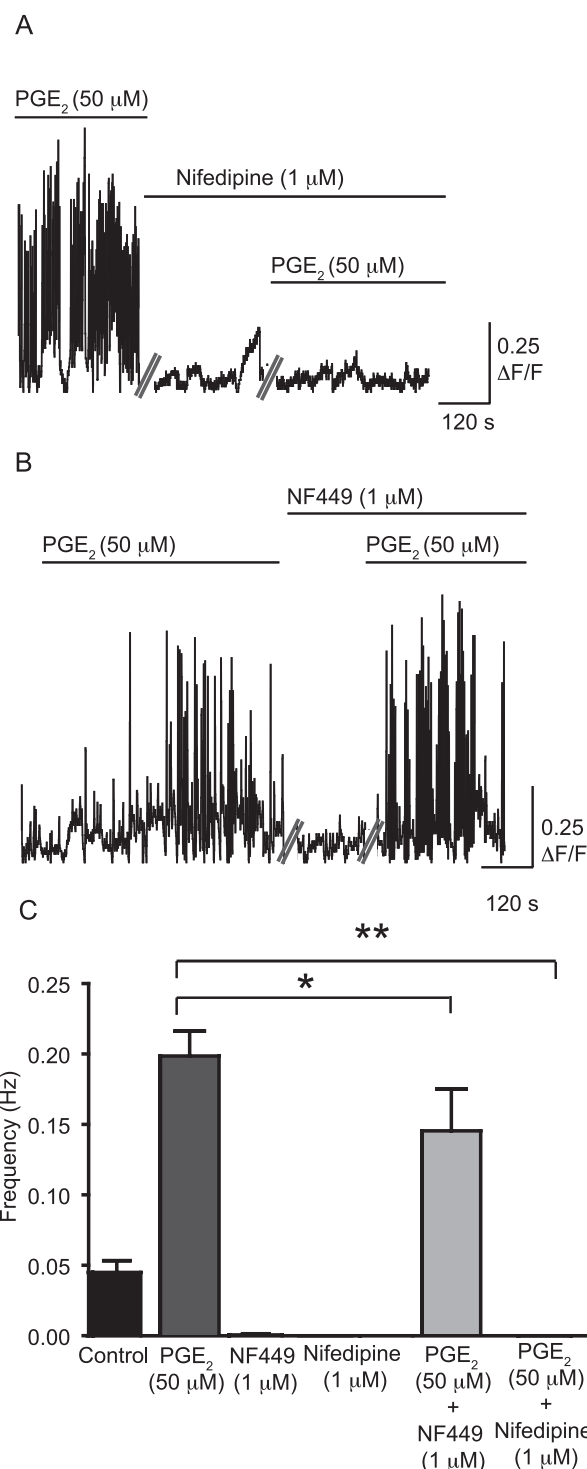 A
PGE2 (50 μM)
Nifedipine (1 μM)
PGE2 (50 μM)
0.25
ΔF/F
120 s
B
NF449 (1 μM)
PGE2 (50 μM)
PGE2 (50 μM)
0.25
ΔF/F
120 s
C
**
*
0.25
0.20
0.15
0.10
0.05
0.00
Frequency (Hz)
Control
PGE2
(50 μM)
NF449
(1 μM)
Nifedipine
(1 μM)
PGE2
(50 μM)
+
NF449
(1 μM)
PGE2
(50 μM)
+
Nifedipine
(1 μM)